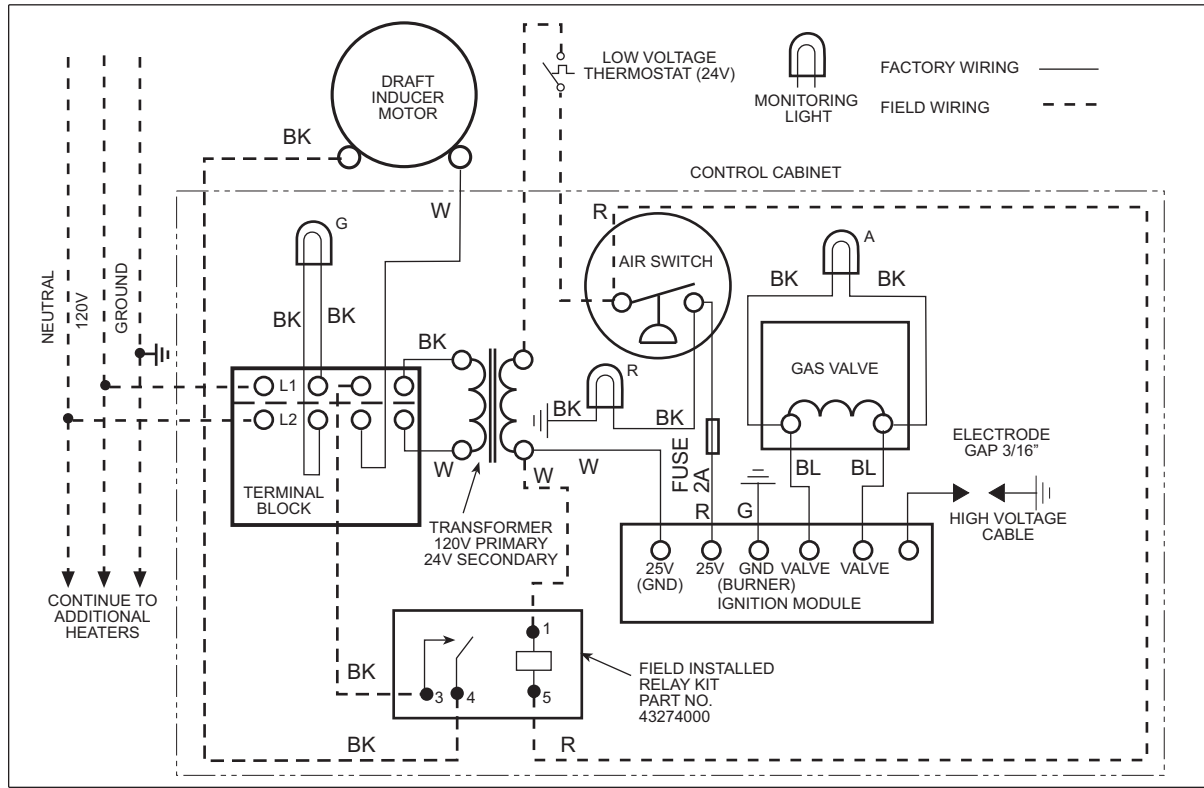 DRAFT
INDUCER
MOTOR
BK
W
LOW VOLTAGE
THERMOSTAT (24V)
MONITORING
LIGHT
FACTORY WIRING
FIELD WIRING
CONTROL CABINET
NEUTRAL
120V
GROUND
G
BK
BK
R
AIR SWITCH
A
BK
BK
GAS VALVE
L1
L2
BK
W
TERMINAL
BLOCK
R
BK
BK
W
W
FUSE
2A
BL
BL
ELECTRODE
GAP 3/16”
HIGH VOLTAGE
CABLE
TRANSFORMER
120V PRIMARY
24V SECONDARY
R
G
25V
(GND)
25V
GND
(BURNER)
VALVE
VALVE
IGNITION MODULE
CONTINUE TO
ADDITIONAL
HEATERS
BK
1
3
4
5
FIELD INSTALLED
RELAY KIT
PART NO.
43274000
BK
R